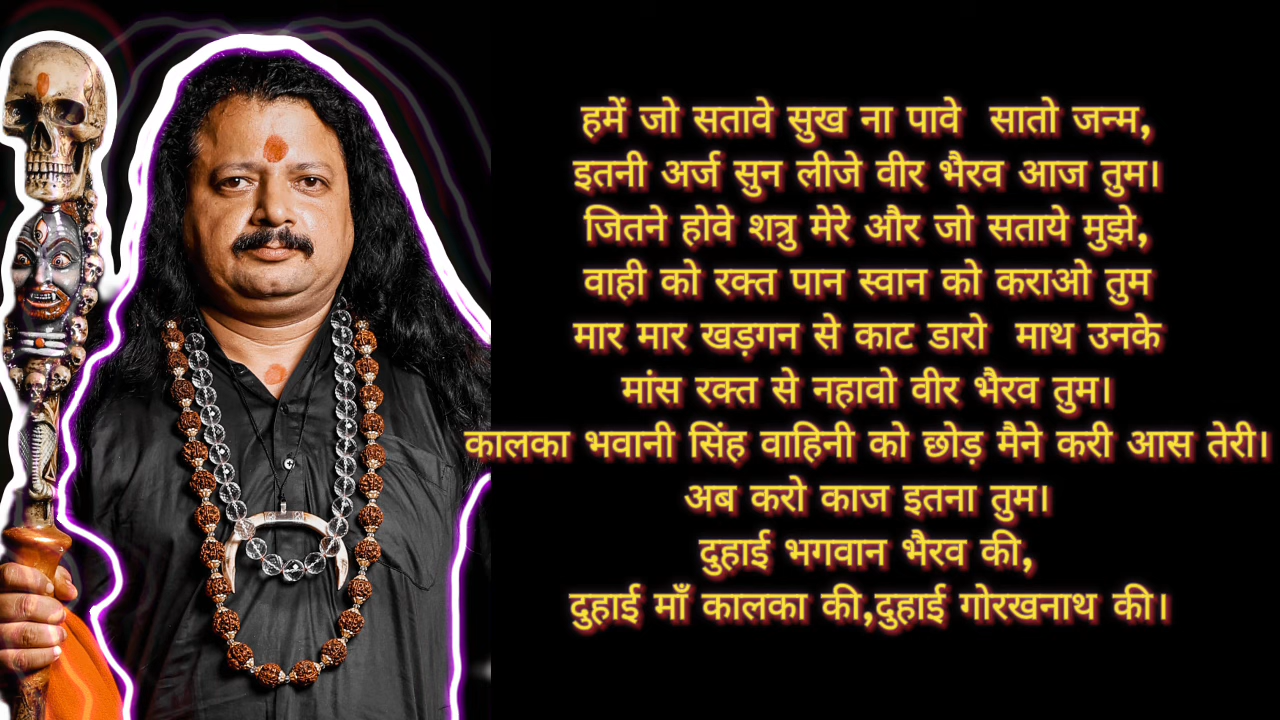 हमें जो सतावे सुख ना पावे  सातो जन्म,
इतनी अर्ज सुन लीजे वीर भैरव आज तुम।
जितने होवे शत्रु मेरे और जो सताये मुझे,
वाही को रक्त पान स्वान को कराओ तुम
मार मार खड़गन से काट डारो  माथ उनके
मांस रक्त से नहावो वीर भैरव तुम।
कालका भवानी सिंह वाहिनी को छोड़ मैने करी आस तेरी।
अब करो काज इतना तुम।
दुहाई भगवान भैरव की,
दुहाई माँ कालका की,दुहाई गोरखनाथ की।